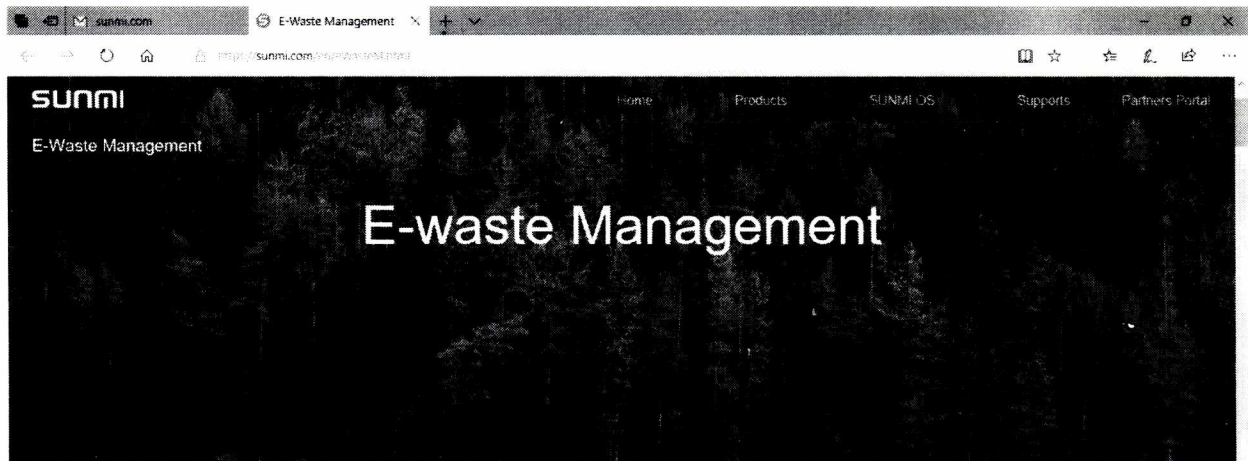 sunmi.com
E-Waste Management
sunmi.com
SUNMI
Home
Products
SUNMI OS
Supports
Partners Portal
E-Waste Management
E-waste Management